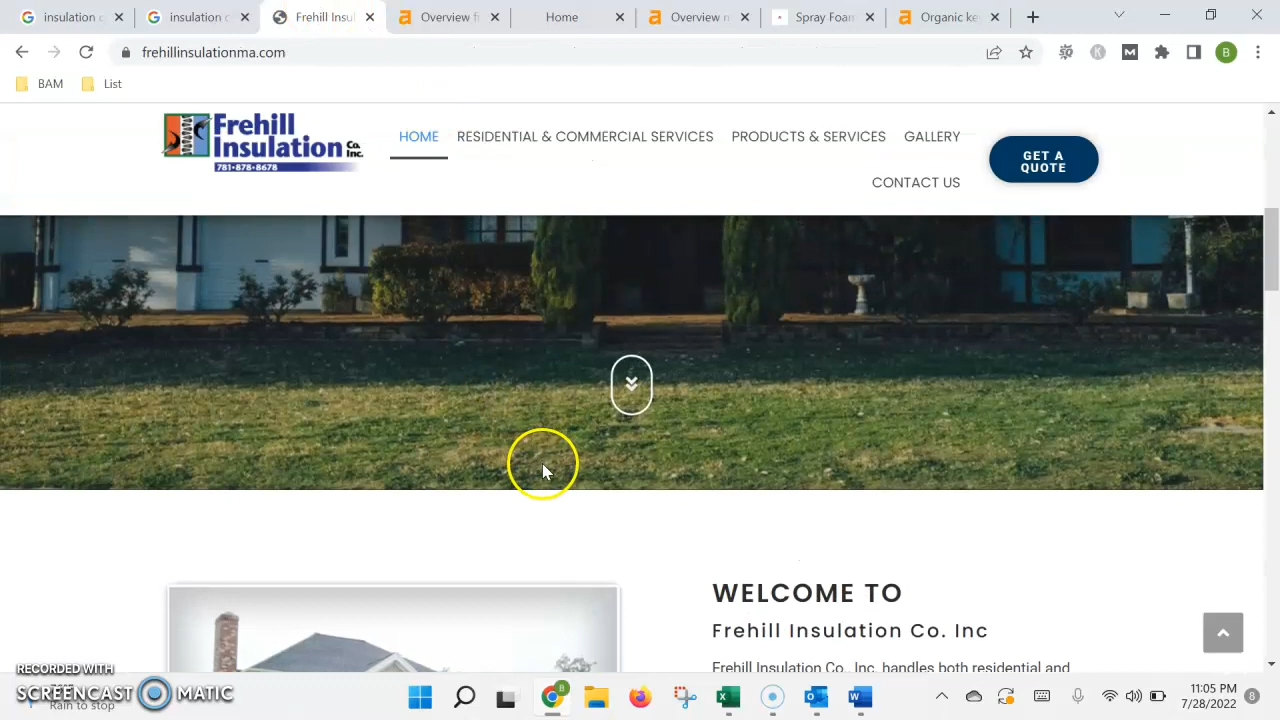 insulation c
insulation c
Frehill Insul
Overview fi
Home
Overview n
Spray Foam
Organic ke
frehillinsulationma.com
B
BAM
List
Frehill
Insulation Co. Inc.
781•878•8678
HOME
RESIDENTIAL & COMMERCIAL SERVICES
PRODUCTS & SERVICES
GALLERY
CONTACT US
GET A
QUOTE
WELCOME TO
Frehill Insulation Co. Inc
Frehill Insulation Co., Inc. handles both residential and
RECORDED WITH
SCREENCAST MATIC
Rain to stop
11:05 PM
7/28/2022
8